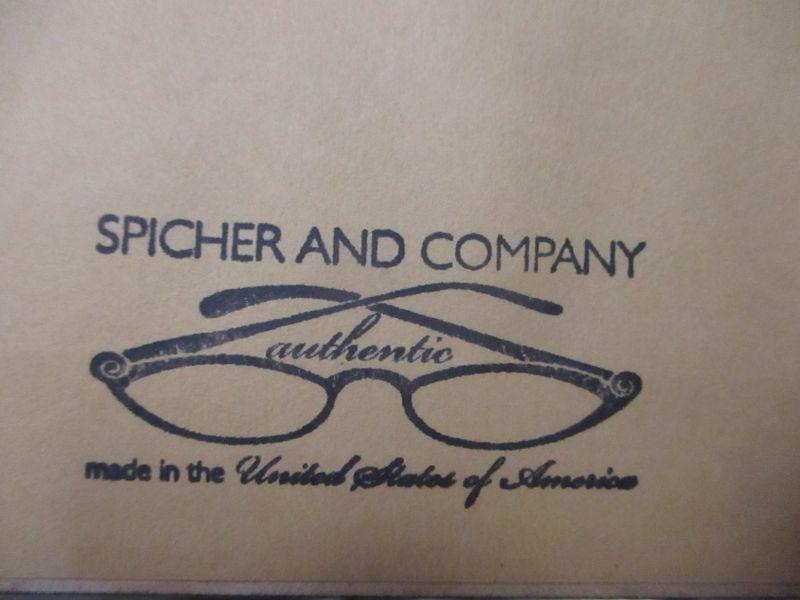 SPICHER AND COMPANY
authentic
made in the United States of America